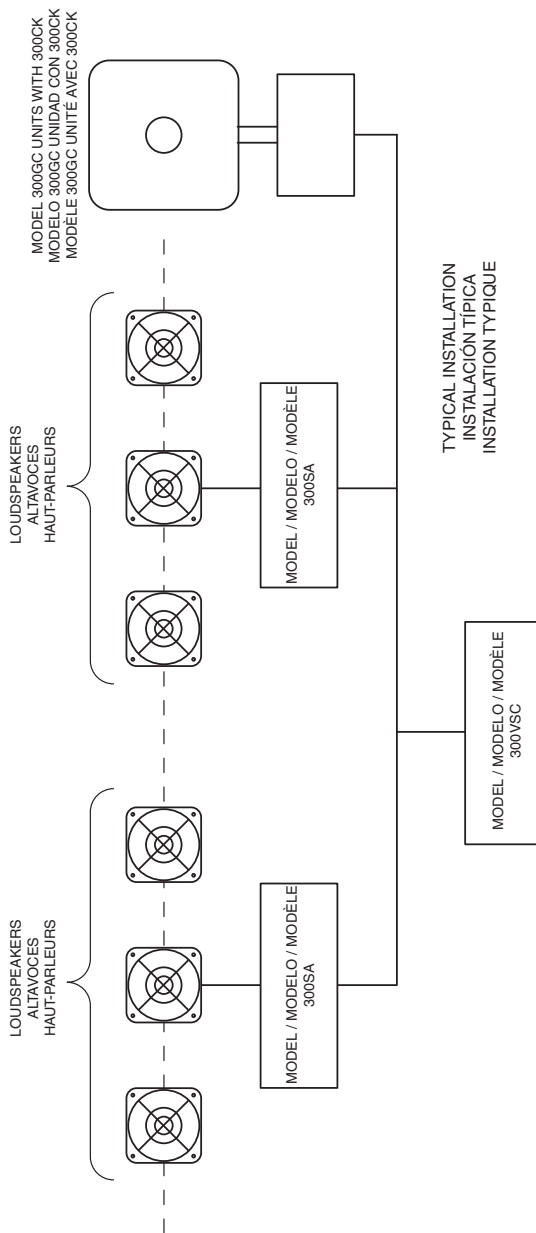 MODEL 300GC UNITS WITH 300CK
MODELO 300GC UNIDAD CON 300CK
MODÈLE 300GC UNITÉ AVEC 300CK
LOUDSPEAKERS
ALTAVOCES
HAUT-PARLEURS
MODEL / MODELO / MODÈLE
300SA
TYPICAL INSTALLATION
INSTALACIÓN TÍPICA
INSTALLATION TYPIQUE
MODEL / MODELO / MODÈLE
300VSC
LOUDSPEAKERS
ALTAVOCES
HAUT-PARLEURS
MODEL / MODELO / MODÈLE
300SA